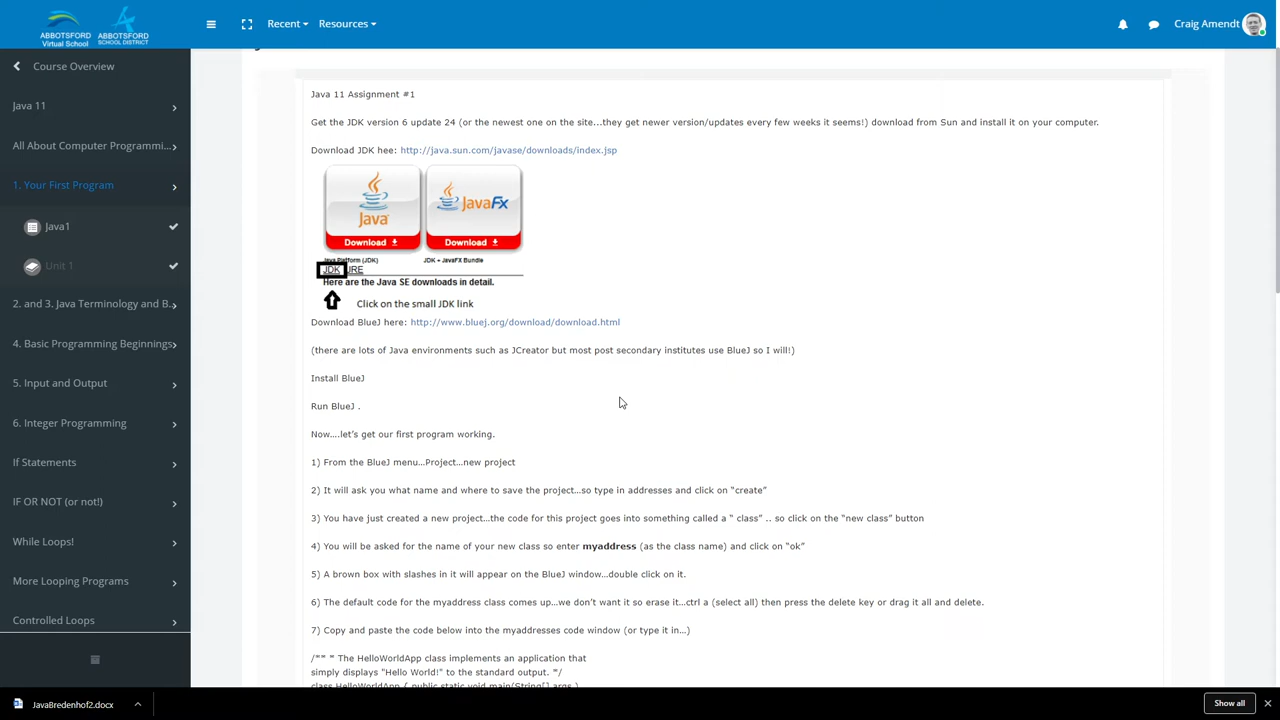 ABBOTSFORD
Virtual School
ABBOTSFORD
SCHOOL DISTRICT
Recent
Resources
Craig Amendt
Course Overview
Java 11
All About Computer Programmi...
1. Your First Program
Java1
Unit 1
2. and 3. Java Terminology and B...
4. Basic Programming Beginnings
5. Input and Output
6. Integer Programming
If Statements
IF OR NOT (or not!)
While Loops!
More Looping Programs
Controlled Loops
Java 11 Assignment #1
Get the JDK version 6 update 24 (or the newest one on the site...they get newer version/updates every few weeks it seems!) download from Sun and install it on your computer.
Download JDK hee: http://java.sun.com/javase/downloads/index.jsp
Java
JavaFX
Download
Download
Java Platform (JDK)
JDK + JavaFX Bundle
JDK JRE
Here are the Java SE downloads in detail.
Click on the small JDK link
Download BlueJ here: http://www.bluej.org/download/download.html
(there are lots of Java environments such as JCreator but most post secondary institutes use BlueJ so I will!)
Install BlueJ
Run BlueJ .
Now....let's get our first program working.
1) From the BlueJ menu...Project...new project
2) It will ask you what name and where to save the project...so type in addresses and click on "create"
3) You have just created a new project...the code for this project goes into something called a " class" .. so click on the "new class" button
4) You will be asked for the name of your new class so enter myaddress (as the class name) and click on "ok"
5) A brown box with slashes in it will appear on the BlueJ window...double click on it.
6) The default code for the myaddress class comes up...we don't want it so erase it...ctrl a (select all) then press the delete key or drag it all and delete.
7) Copy and paste the code below into the myaddresses code window (or type it in...)
/** * The HelloWorldApp class implements an application that
simply displays "Hello World!" to the standard output. */
class HelloWorldApp { public static void main(String[] args )
JavaBredenhof2.docx
Show all